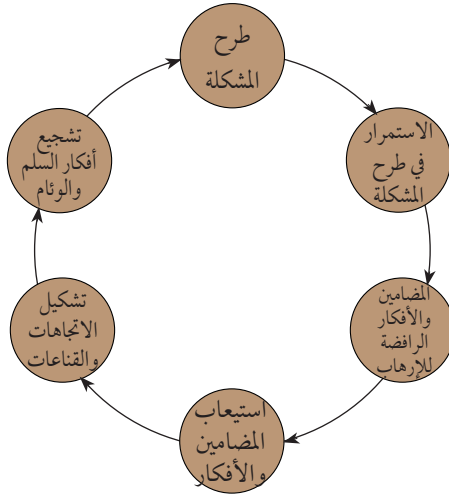 طرح
المشكلة
الاستمرار
في طرح
المشكلة
المضامين
والأفكار
الرافضة
للإرهاب
استيعاب
المضامين
والأفكار
تشكيل
الاتجاهات
والقناعات
تشجيع
أفكار السلم
والوئام